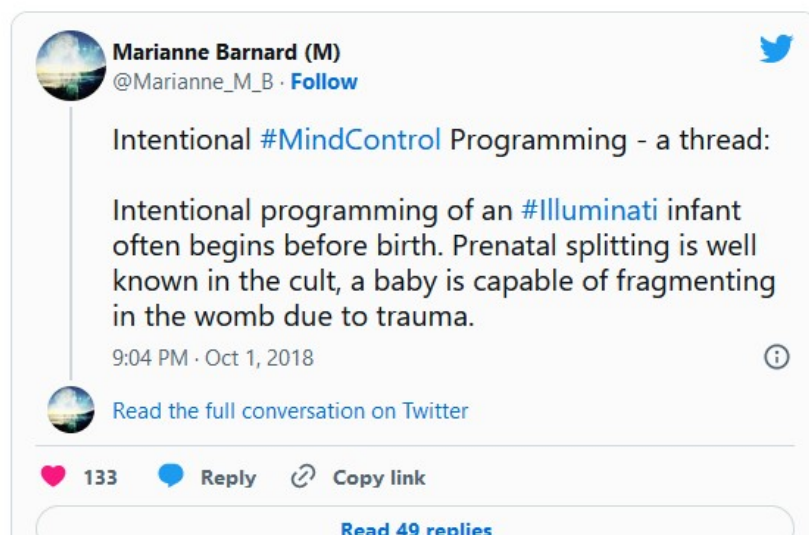 Marianne Barnard (M)
@Marianne_M_B · Follow
Intentional #MindControl Programming - a thread:
Intentional programming of an #Illuminati infant
often begins before birth. Prenatal splitting is well
known in the cult, a baby is capable of fragmenting
in the womb due to trauma.
9:04 PM · Oct 1, 2018
Read the full conversation on Twitter
133 Reply Copy link
Read 49 replies